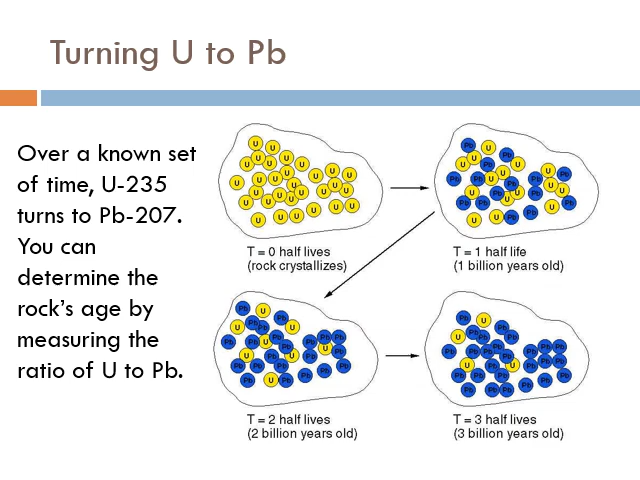 Turning U to Pb
Over a known set
of time, U-235
turns to Pb-207.
You can
determine the
rock's age by
measuring the
ratio of U to Pb.
T = 0 half lives
(rock crystallizes)
T = 1 half life
(1 billion years old)
T = 2 half lives
(2 billion years old)
T = 3 half lives
(3 billion years old)